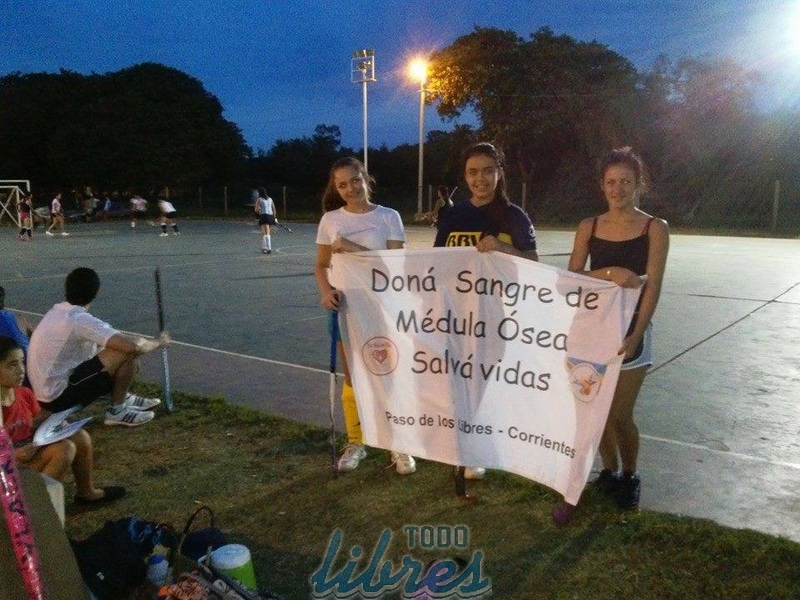 BBVA
Doná Sangre de
Médula Ósea
Salvá vidas
Paso de los Libres - Corrientes
TODO
libres